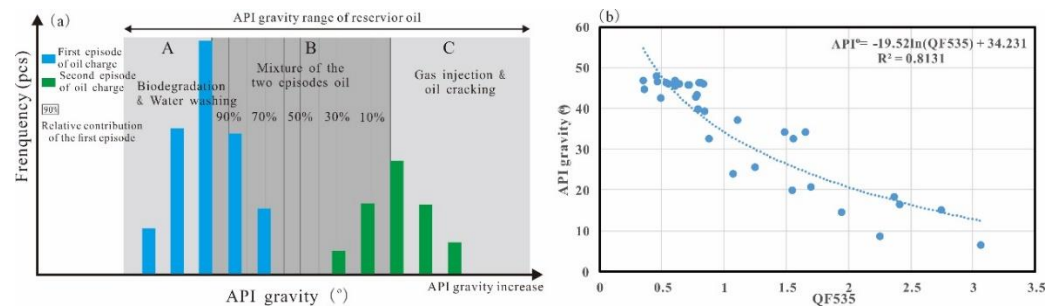 (a)
API gravity range of reservior oil
A
B
C
First episode
of oil charge
Second episode
of oil charge
90%
Relative contribution
of the first episode
Biodegradation
& Water washing
Mixture of the
two episodes oil
Gas injection &
oil cracking
90%
70%
50%
30%
10%
Frenquency (pcs)
API gravity (°)
API gravity increase
(b)
API°= -19.52ln(QF535) + 34.231
R² = 0.8131
API gravity (°)
60
50
40
30
20
10
0
0
0.5
1
1.5
2
2.5
3
3.5
QF535